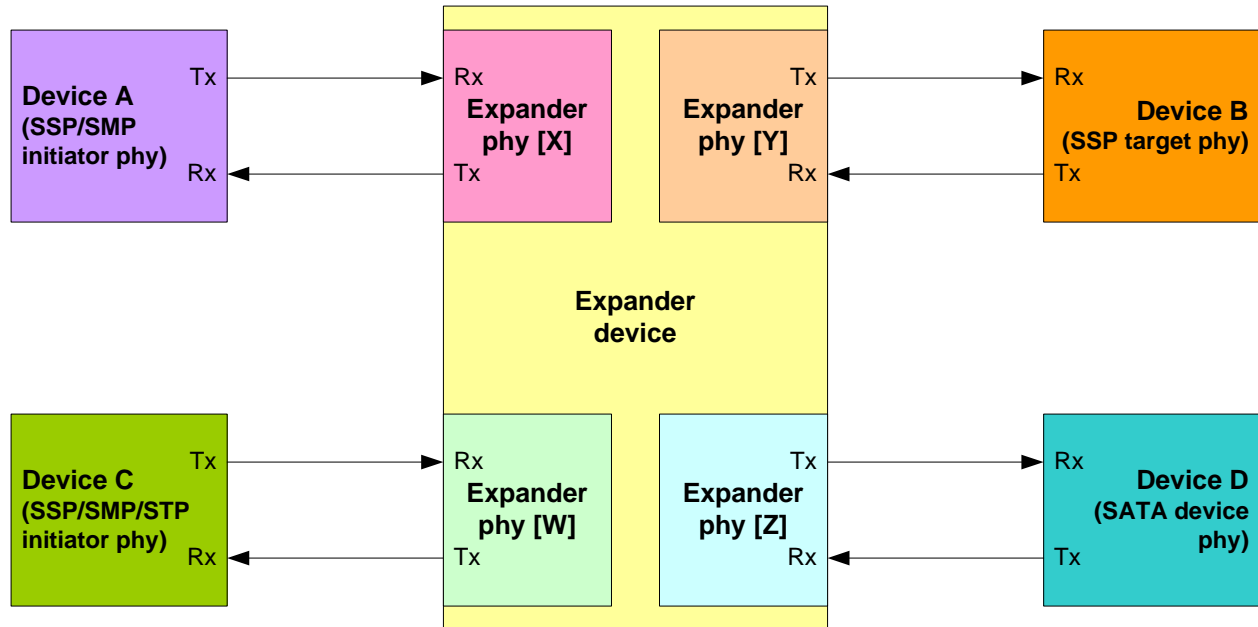 Device A
(SSP/SMP
initiator phy)
Tx
Rx
Rx
Expander
phy [X]
Tx
Tx
Expander
phy [Y]
Rx
Rx
Device B
(SSP target phy)
Tx
Expander
device
Device C
(SSP/SMP/STP
initiator phy)
Tx
Rx
Rx
Expander
phy [W]
Tx
Tx
Expander
phy [Z]
Rx
Rx
Device D
(SATA device
phy)
Tx